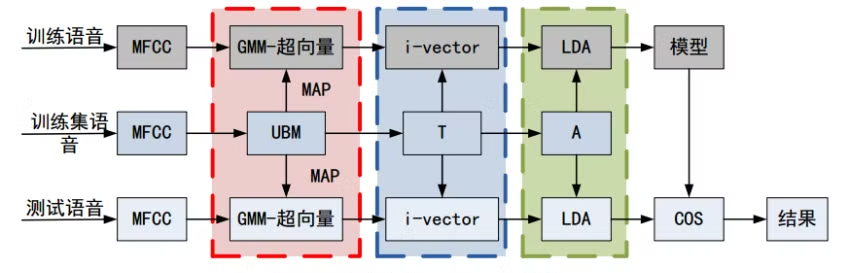 训练语音
MFCC
GMM-超向量
i-vector
LDA
模型
MAP
训练集语
音
MFCC
UBM
T
A
MAP
测试语音
MFCC
GMM-超向量
i-vector
LDA
COS
结果